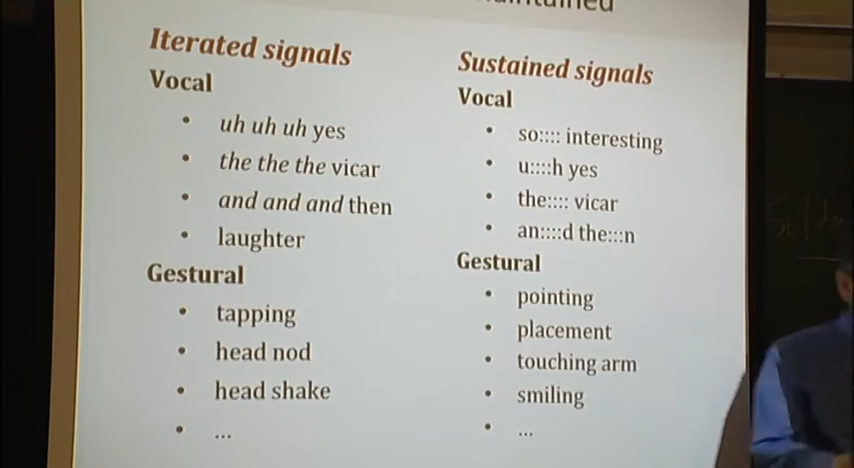 Iterated signals
Vocal
• uh uh uh yes
• the the the vicar
• and and and then
• laughter
Gestural
• tapping
• head nod
• head shake
• ...
Sustained signals
Vocal
• so:::: interesting
• u::::h yes
• the:::: vicar
• an::::d the:::n
Gestural
• pointing
• placement
• touching arm
• smiling
• ...